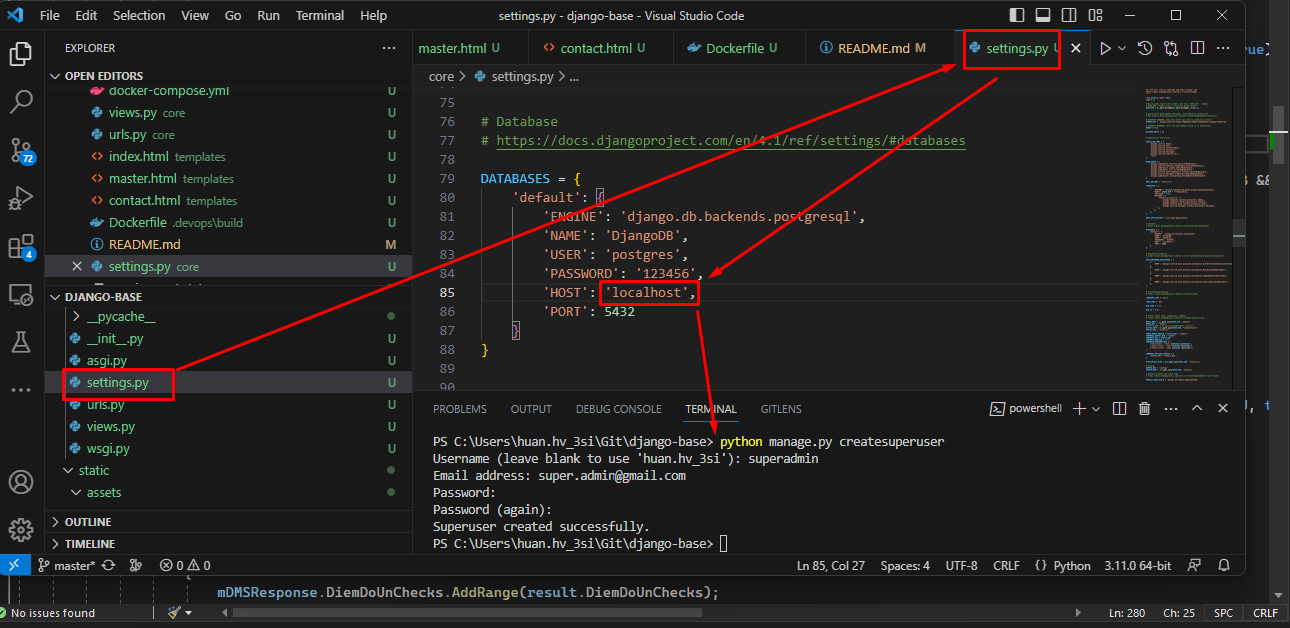 File Edit Selection View Go Run Terminal Help settings.py - django-base - Visual Studio Code
EXPLORER
OPEN EDITORS
docker-compose.yml U
views.py core U
urls.py core U
index.html templates U
master.html templates U
contact.html templates U
Dockerfile .devops\build U
README.md M
settings.py core U
DJANGO-BASE
__pycache__
__init__.py U
asgi.py U
settings.py U
urls.py U
views.py U
wsgi.py U
static
assets
OUTLINE
TIMELINE
72
4
master.html U contact.html U Dockerfile U README.md M settings.py U
core > settings.py > ...
75
76 # Database
77 # https://docs.djangoproject.com/en/4.1/ref/settings/#databases
78
79 DATABASES = {
80 'default': {
81 'ENGINE': 'django.db.backends.postgresql',
82 'NAME': 'DjangoDB',
83 'USER': 'postgres',
84 'PASSWORD': '123456',
85 'HOST': 'localhost',
86 'PORT': 5432
87 }
88 }
89
90
PROBLEMS OUTPUT DEBUG CONSOLE TERMINAL GITLENS powershell
PS C:\Users\huan.hv_3si\Git\django-base> python manage.py createsuperuser
Username (leave blank to use 'huan.hv_3si'): superadmin
Email address: super.admin@gmail.com
Password:
Password (again):
Superuser created successfully.
PS C:\Users\huan.hv_3si\Git\django-base>
master* 0 0 Ln 85, Col 27 Spaces: 4 UTF-8 CRLF {} Python 3.11.0 64-bit
mDMSResponse.DiemDoUnChecks.AddRange(result.DiemDoUnChecks);
No issues found Ln: 280 Ch: 25 SPC CRLF